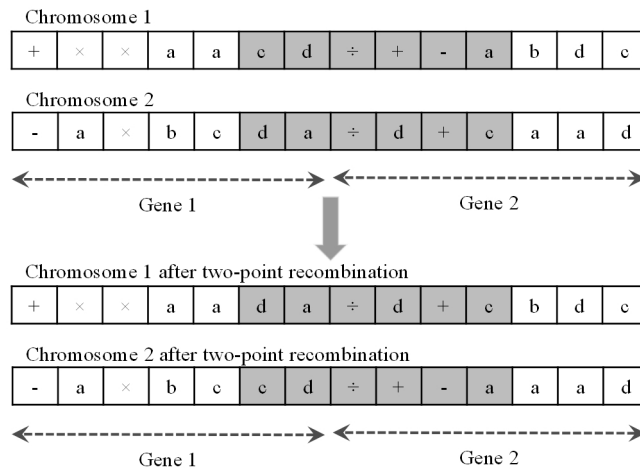 Chromosome 1
+ × × a a c d ÷ + - a b d c
Chromosome 2
- a × b c d a ÷ d + c a a d
Gene 1 Gene 2
Chromosome 1 after two-point recombination
+ × × a a d a ÷ d + c b d c
Chromosome 2 after two-point recombination
- a × b c c d ÷ + - a a a d
Gene 1 Gene 2